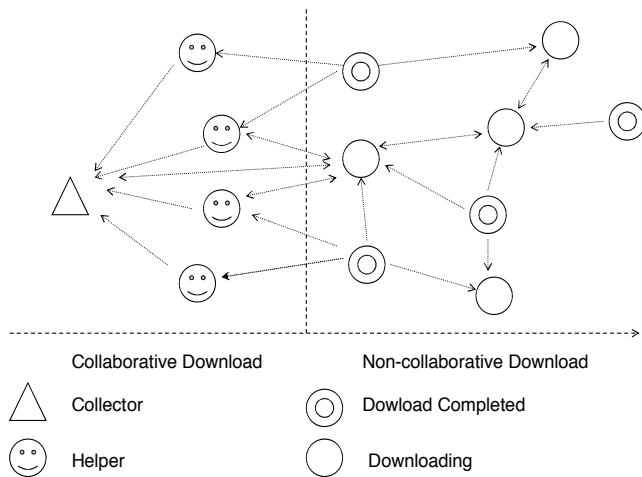 Collaborative Download
Non-collaborative Download
Collector
Dowload Completed
Helper
Downloading